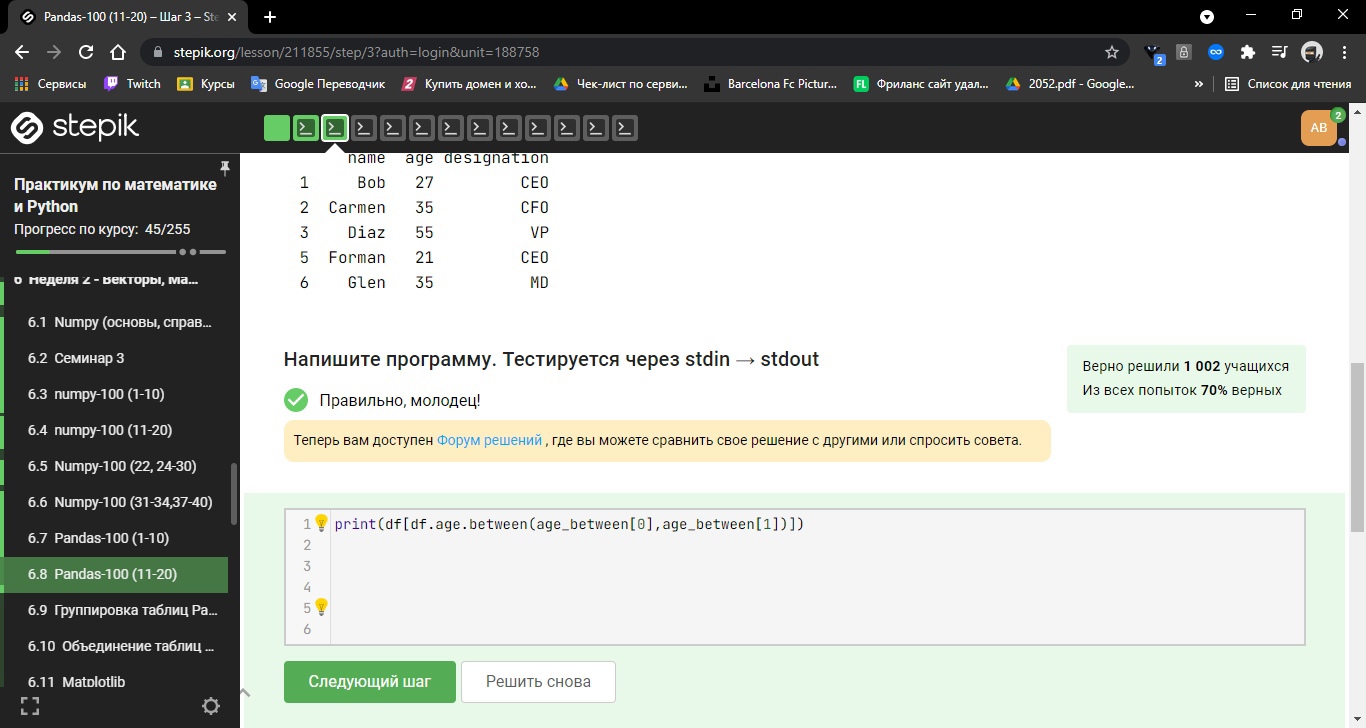 Pandas-100 (11-20) – Шаг 3 – Ste
stepik.org/lesson/211855/step/3?auth=login&unit=188758
2
Сервисы Twitch Курсы Google Переводчик Купить домен и хо... Чек-лист по серви... Barcelona Fc Pictur... FL Фриланс сайт удал... 2052.pdf - Google... » Список для чтения
stepik
АВ 2
Практикум по математике
и Python
Прогресс по курсу: 45/255
6 Неделя 2 - Векторы, Ма...
6.1 Numpy (основы, справ...
6.2 Семинар 3
6.3 numpy-100 (1-10)
6.4 numpy-100 (11-20)
6.5 Numpy-100 (22, 24-30)
6.6 Numpy-100 (31-34,37-40)
6.7 Pandas-100 (1-10)
6.8 Pandas-100 (11-20)
6.9 Группировка таблиц Pa...
6.10 Объединение таблиц ...
6.11 Matplotlib
name age designation
1 Bob 27 CEO
2 Carmen 35 CFO
3 Diaz 55 VP
5 Forman 21 CEO
6 Glen 35 MD
Напишите программу. Тестируется через stdin → stdout
Правильно, молодец!
Теперь вам доступен Форум решений , где вы можете сравнить свое решение с другими или спросить совета.
Верно решили 1 002 учащихся
Из всех попыток 70% верных
1 print(df[df.age.between(age_between[0],age_between[1])])
2
3
4
5
6
Следующий шаг Решить снова